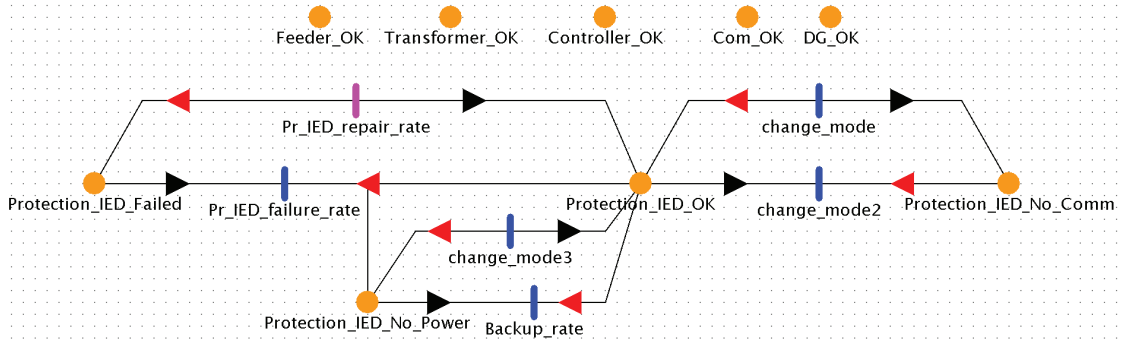 Feeder_OK
Transformer_OK
Controller_OK
Com_OK
DG_OK
Pr_IED_repair_rate
change_mode
Protection_IED_Failed
Pr_IED_failure_rate
Protection_IED_OK
change_mode2
Protection_IED_No_Comm
change_mode3
Protection_IED_No_Power
Backup_rate